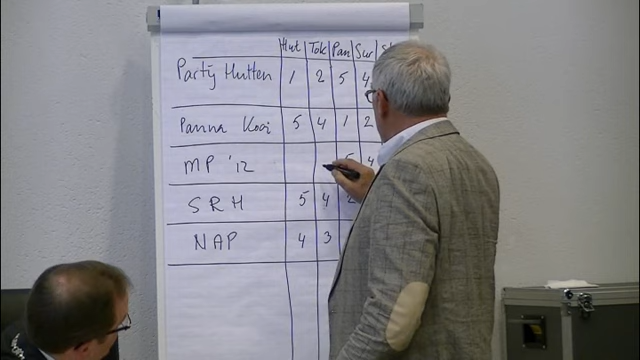 Hut Tok Pan Sur
Party Hutten 1 2 5 4
Panna Kooi 5 4 1 2
MP '12 5 4
SRH 5 4 2
NAP 4 3